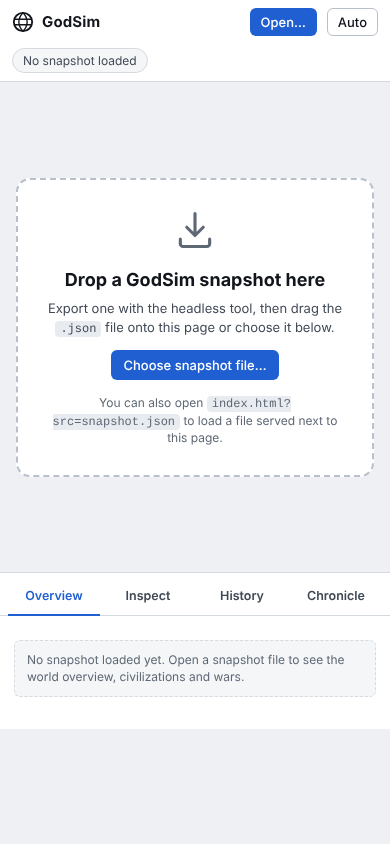 GodSim
Open...
Auto
No snapshot loaded
Drop a GodSim snapshot here
Export one with the headless tool, then drag the
.json file onto this page or choose it below.
Choose snapshot file...
You can also open index.html?
src=snapshot.json to load a file served next to
this page.
Overview
Inspect
History
Chronicle
No snapshot loaded yet. Open a snapshot file to see the
world overview, civilizations and wars.